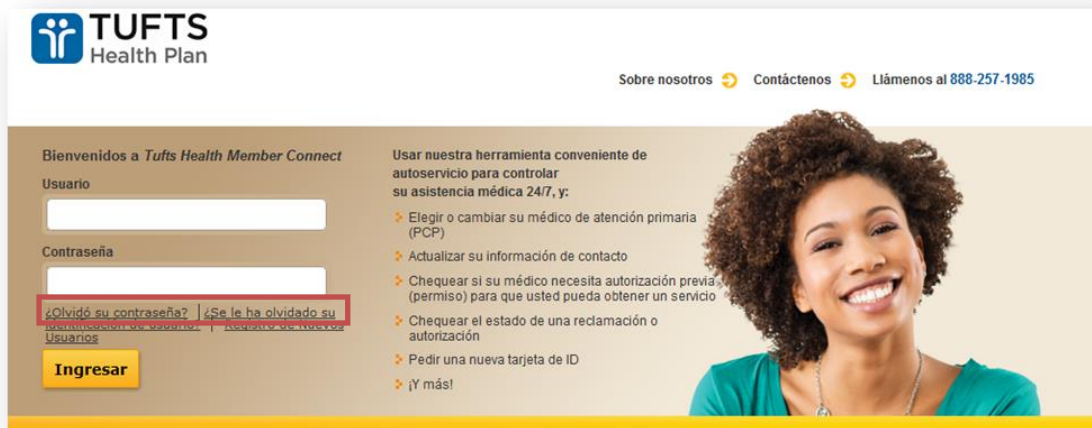 TUFTS
Health Plan
Sobre nosotros
Contáctenos
Llámenos al 888-257-1985
Bienvenidos a Tufts Health Member Connect
Usuario
Contraseña
¿Olvidó su contraseña? | ¿Se le ha olvidado su
identificación de usuario? | Registro de Nuevos
Usuarios
Ingresar
Usar nuestra herramienta conveniente de
autoservicio para controlar
su asistencia médica 24/7, y:
Elegir o cambiar su médico de atención primaria
(PCP)
Actualizar su información de contacto
Chequear si su médico necesita autorización previa
(permiso) para que usted pueda obtener un servicio
Chequear el estado de una reclamación o
autorización
Pedir una nueva tarjeta de ID
¡Y más!